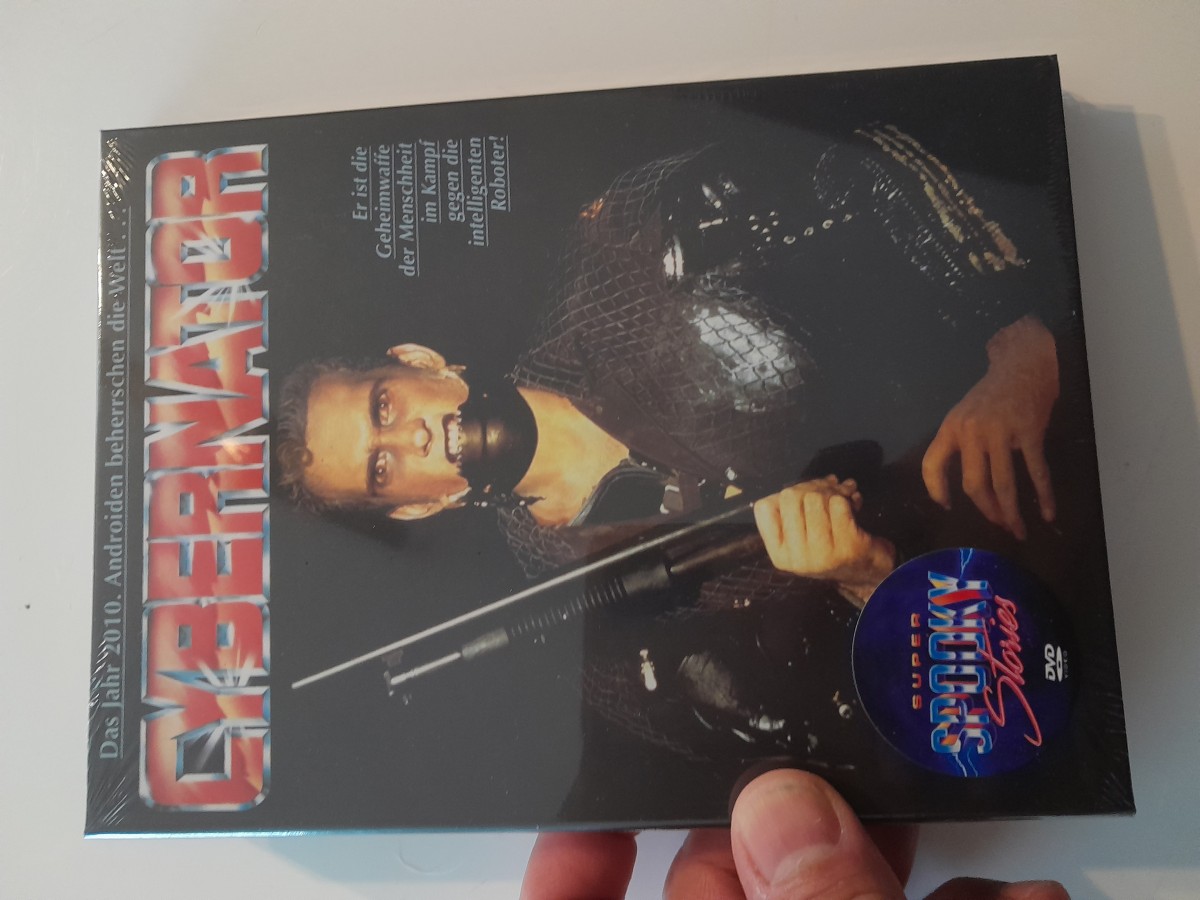 Das Jahr 2010. Androiden beherrschen die Welt...
CYBERNATOR
Er ist die
Geheimwaffe
der Menschheit
im Kampf
gegen die
intelligenten
Roboter!
SUPER
SPOOKY
Stories
DVD
VIDEO